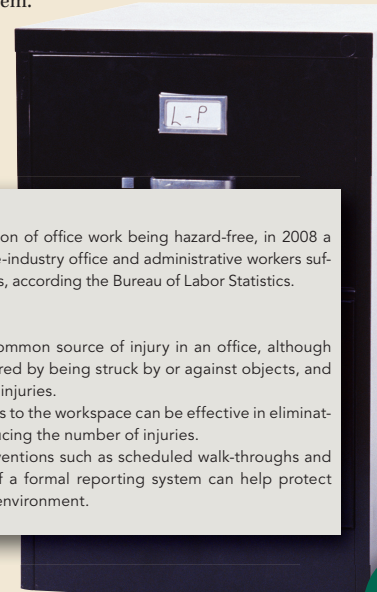 em.
L-P
on of office work being hazard-free, in 2008 a
e-industry office and administrative workers suf-
s, according the Bureau of Labor Statistics.
ommon source of injury in an office, although
red by being struck by or against objects, and
injuries.
s to the workspace can be effective in eliminat-
ucing the number of injuries.
ventions such as scheduled walk-throughs and
f a formal reporting system can help protect
environment.